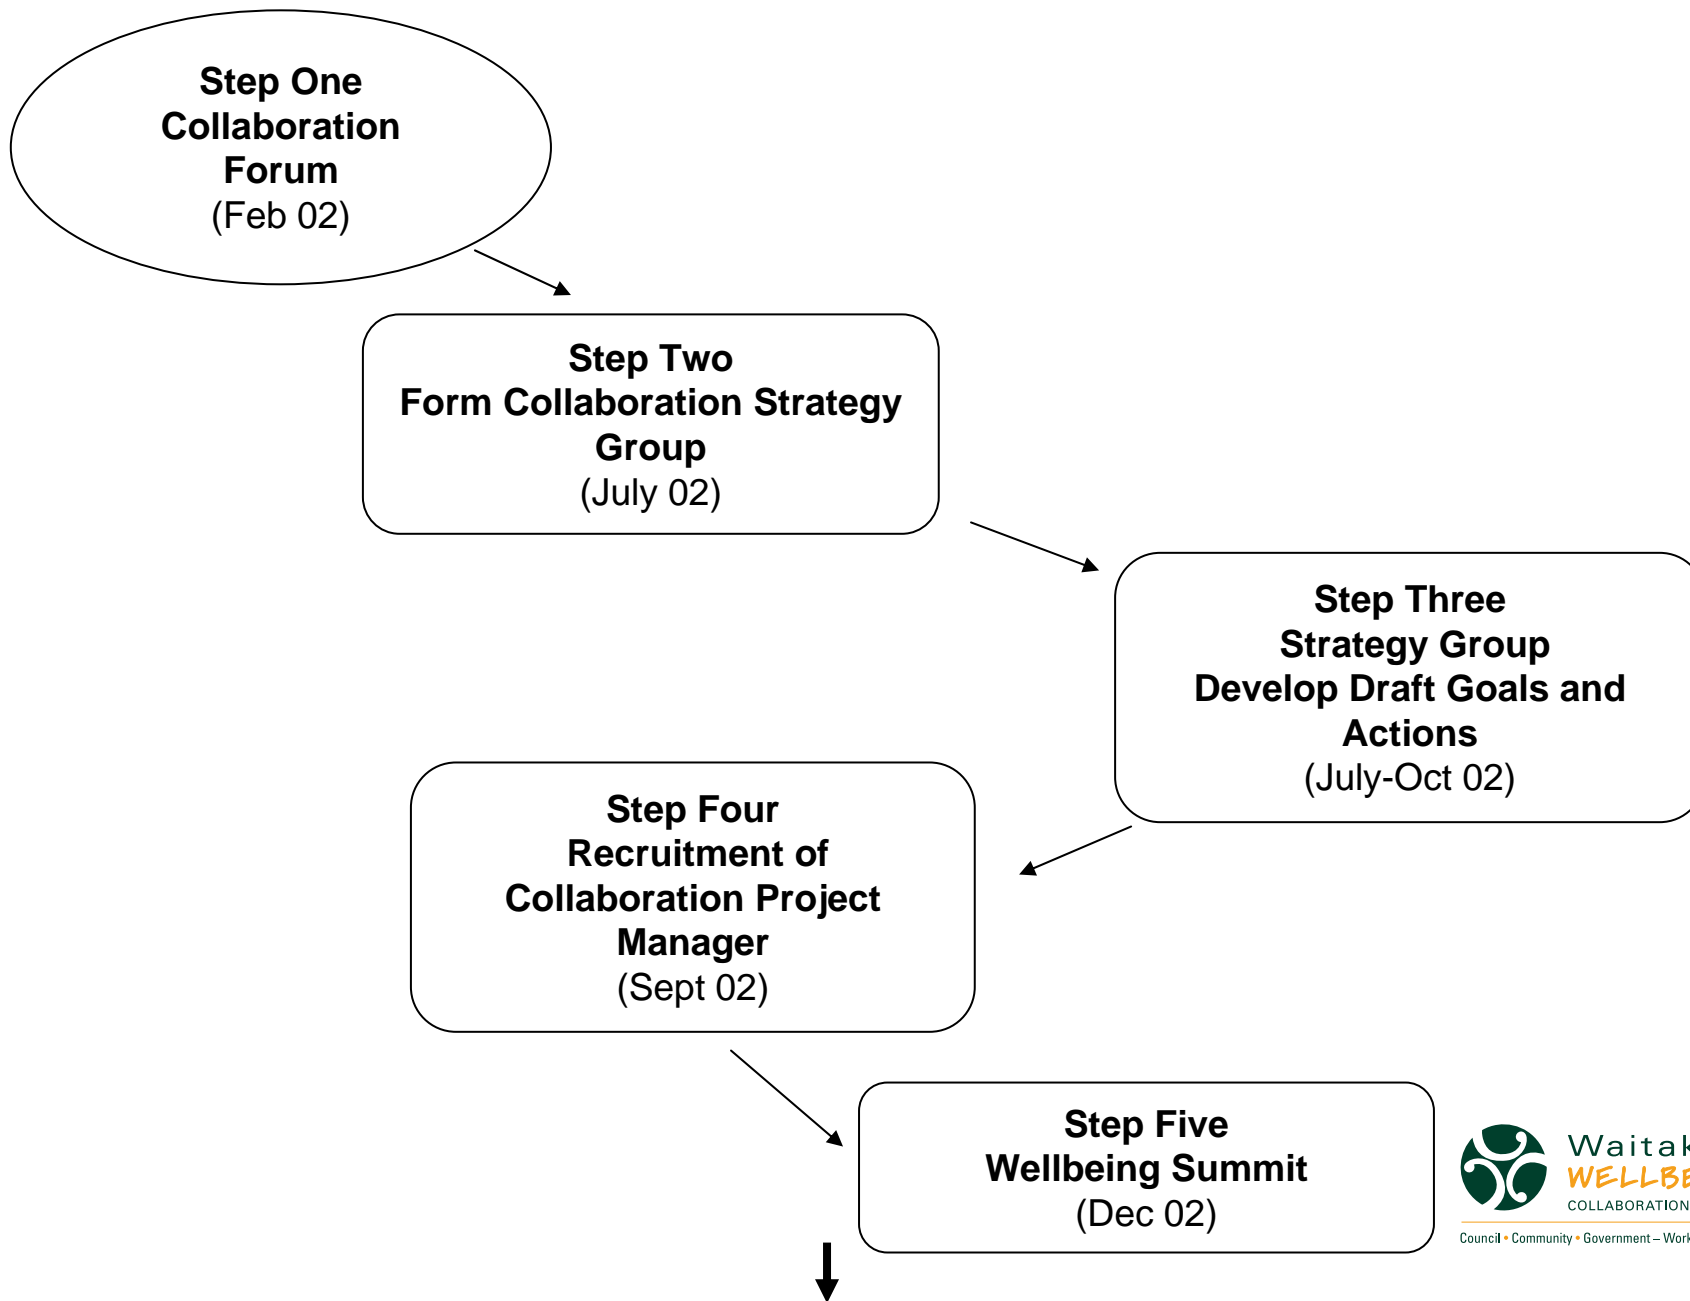 Step One
Collaboration
Forum
(Feb 02)
Step Two
Form Collaboration Strategy
Group
(July 02)
Step Three
Strategy Group
Develop Draft Goals and
Actions
(July-Oct 02)
Step Four
Recruitment of
Collaboration Project
Manager
(Sept 02)
Step Five
Wellbeing Summit
(Dec 02)
COLLABORATION
Council • Community • Government – Work